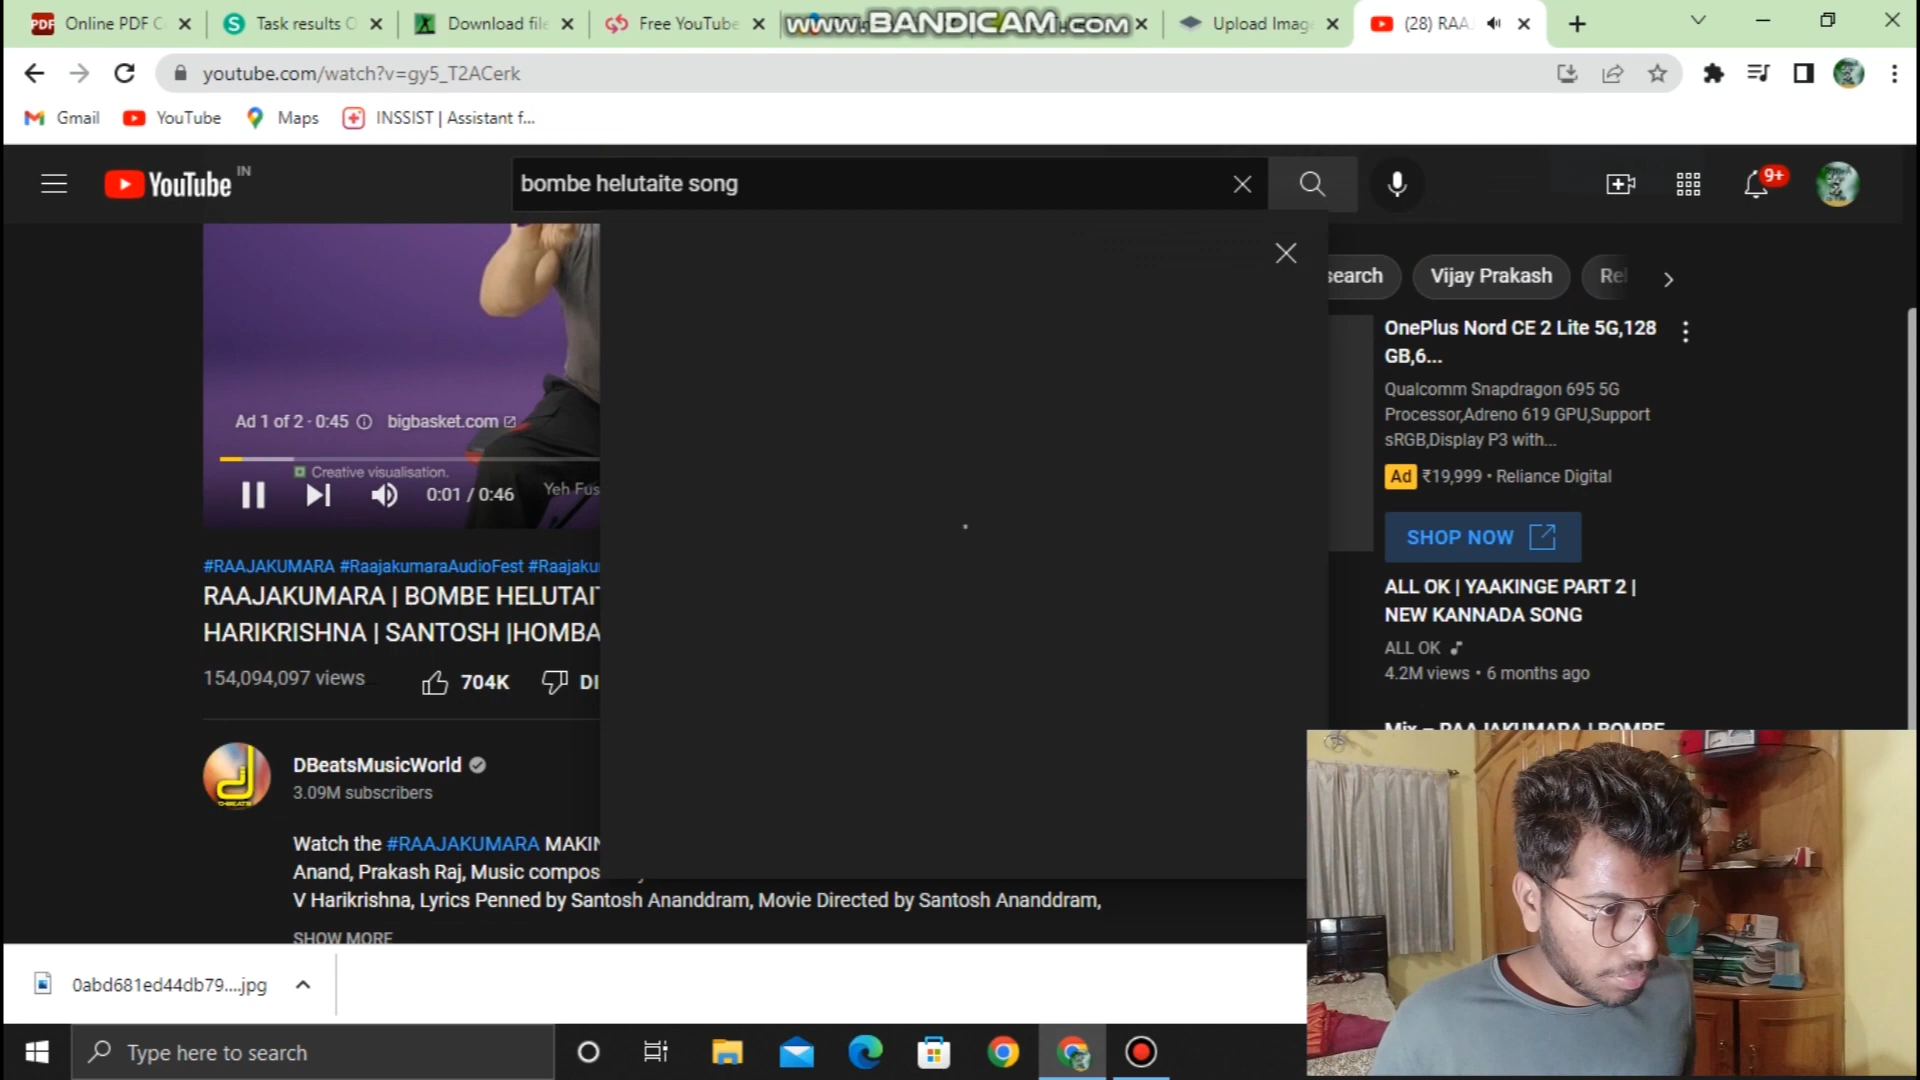 Online PDF C
Task results O
Download file
Free YouTube
www.BANDICAM.com
Upload Imag
(28) RAA
youtube.com/watch?v=gy5_T2ACerk
Gmail
YouTube
Maps
INSSIST | Assistant f...
YouTube IN
bombe helutaite song
9+
search
Vijay Prakash
Rel
OnePlus Nord CE 2 Lite 5G,128
GB,6...
Qualcomm Snapdragon 695 5G
Processor,Adreno 619 GPU,Support
sRGB,Display P3 with...
Ad ₹19,999 • Reliance Digital
SHOP NOW
ALL OK | YAAKINGE PART 2 |
NEW KANNADA SONG
ALL OK
4.2M views • 6 months ago
Mix – RAAJAKUMARA | BOMBE
Ad 1 of 2 · 0:45 bigbasket.com
Creative visualisation.
0:01 / 0:46
Yeh Fus
#RAAJAKUMARA #RaajakumaraAudioFest #Raajaku
RAAJAKUMARA | BOMBE HELUTAIT
HARIKRISHNA | SANTOSH |HOMBA
154,094,097 views
704K
DI
DBeatsMusicWorld
3.09M subscribers
Watch the #RAAJAKUMARA MAKIN
Anand, Prakash Raj, Music compos
V Harikrishna, Lyrics Penned by Santosh Ananddram, Movie Directed by Santosh Ananddram,
SHOW MORE
0abd681ed44db79....jpg
Type here to search